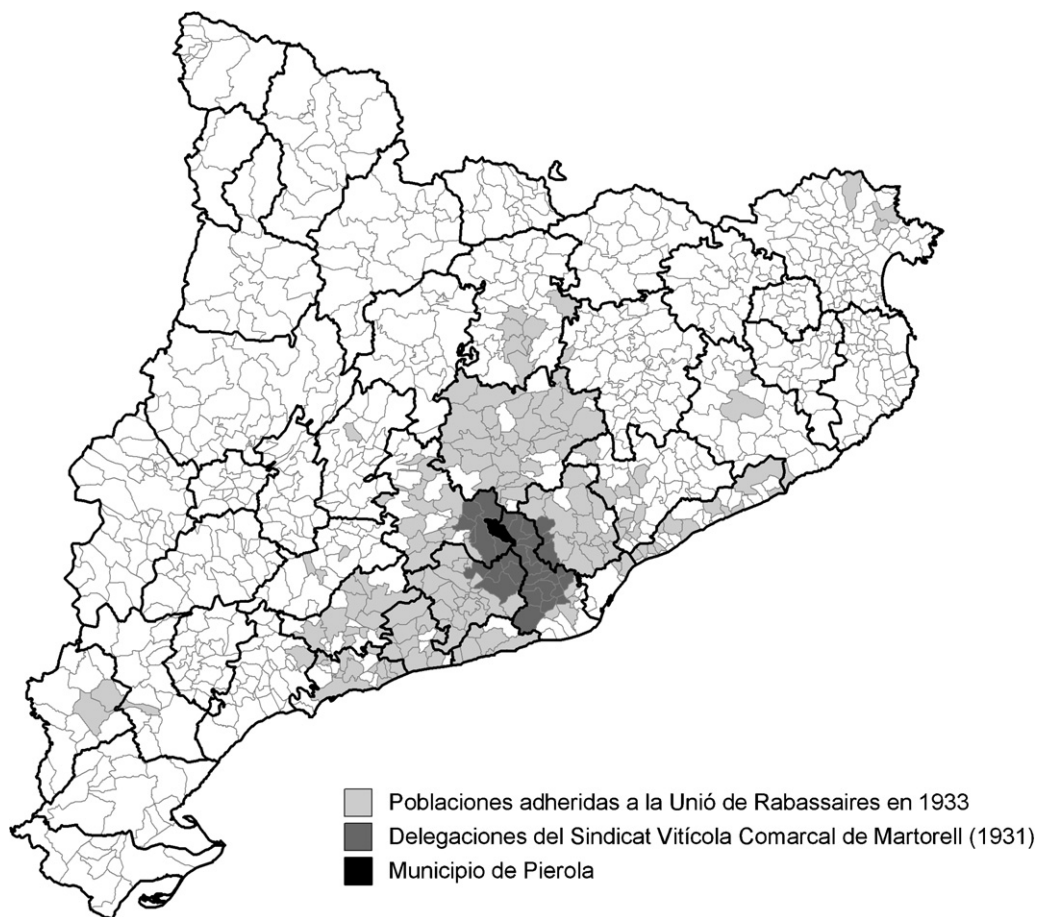 Poblaciones adheridas a la Unió de Rabassaires en 1933
Delegaciones del Sindicat Vitícola Comarcal de Martorell (1931)
Municipio de Pierola